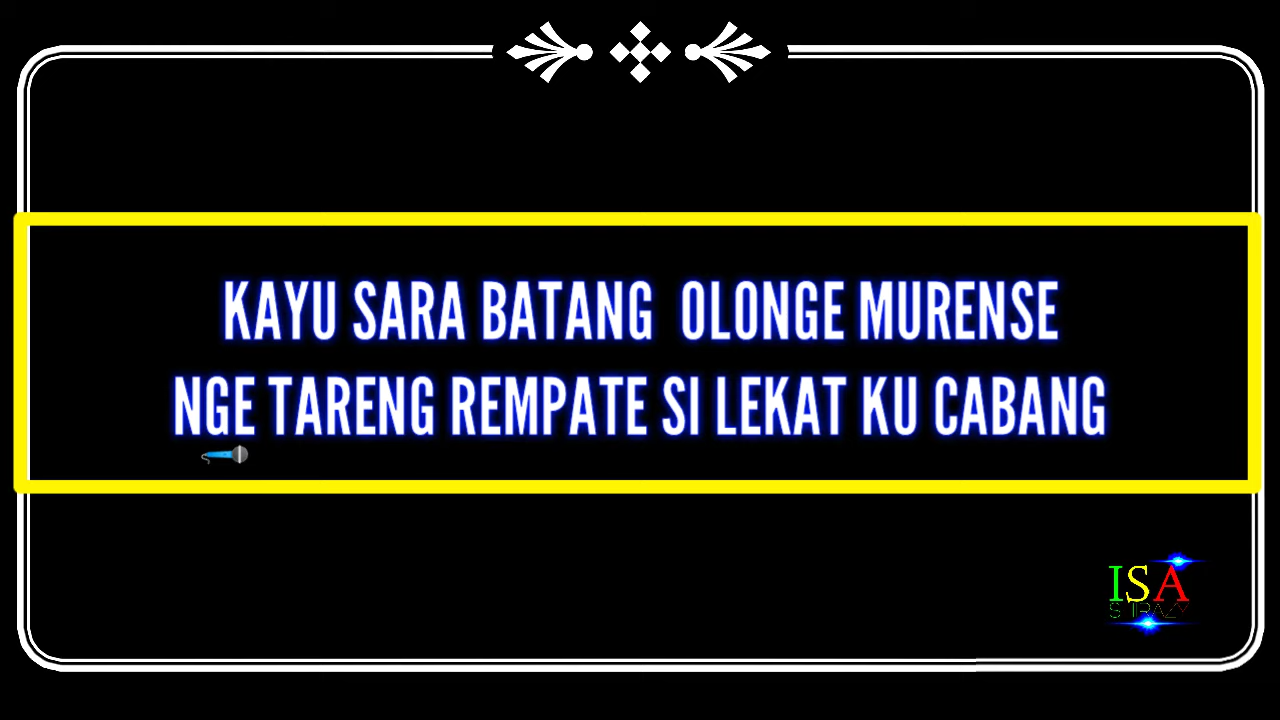 KAYU SARA BATANG OLONGE MURENSE
NGE TARENG REMPATE SI LEKAT KU CABANG
ISA